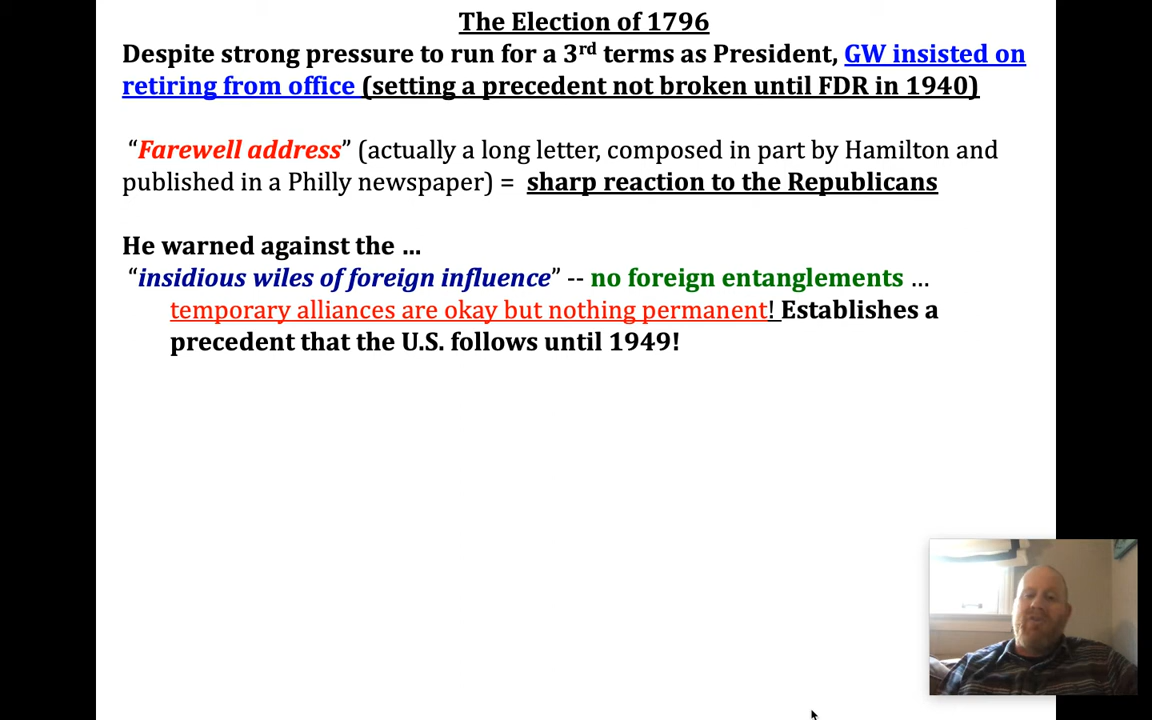 The Election of 1796
Despite strong pressure to run for a 3rd terms as President, GW insisted on
retiring from office (setting a precedent not broken until FDR in 1940)
“Farewell address” (actually a long letter, composed in part by Hamilton and
published in a Philly newspaper) = sharp reaction to the Republicans
He warned against the ...
“insidious wiles of foreign influence” -- no foreign entanglements ...
temporary alliances are okay but nothing permanent! Establishes a
precedent that the U.S. follows until 1949!